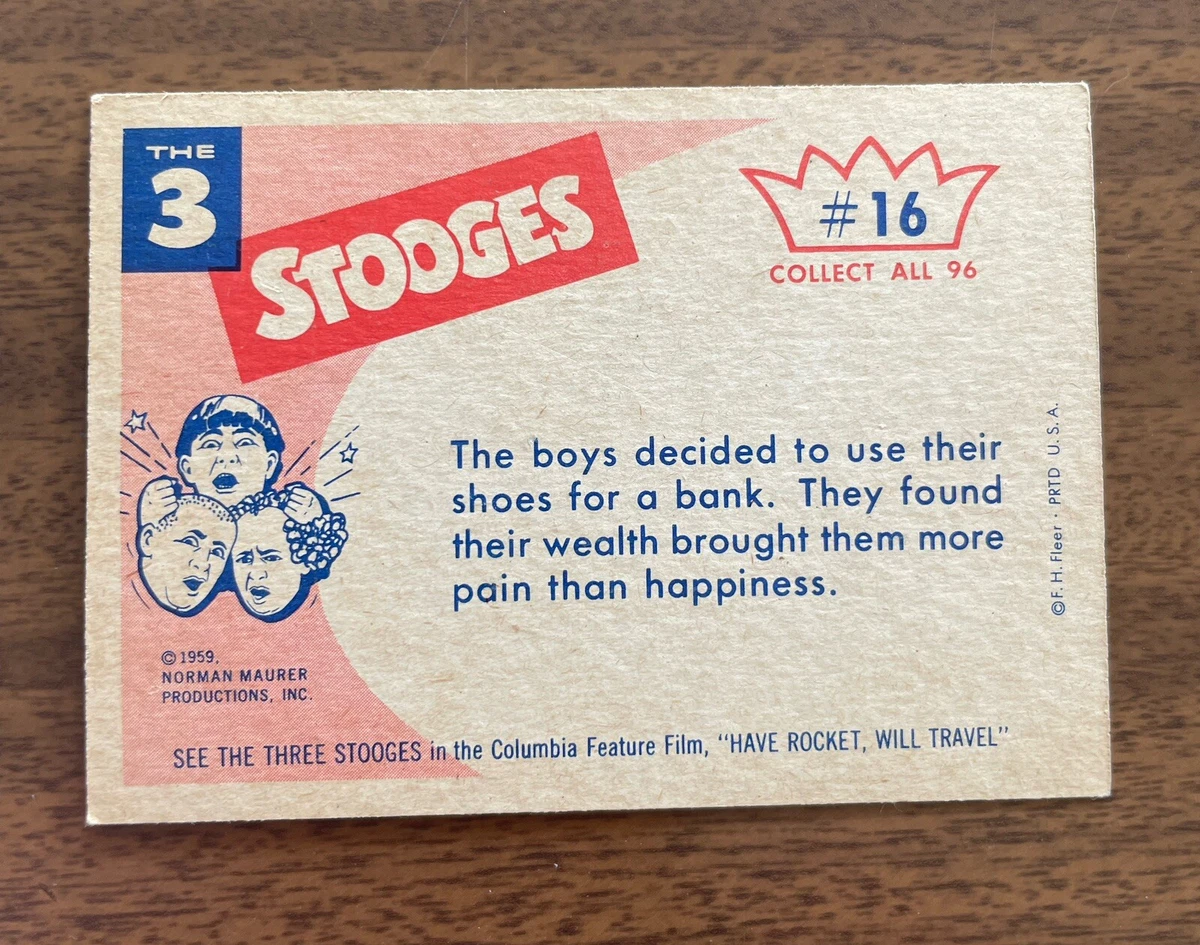 THE
3
STOOGES
#16
COLLECT ALL 96
The boys decided to use their
shoes for a bank. They found
their wealth brought them more
pain than happiness.
©F.H.Fleer · PRTD U.S.A.
©1959,
NORMAN MAURER
PRODUCTIONS, INC.
SEE THE THREE STOOGES in the Columbia Feature Film, "HAVE ROCKET, WILL TRAVEL"